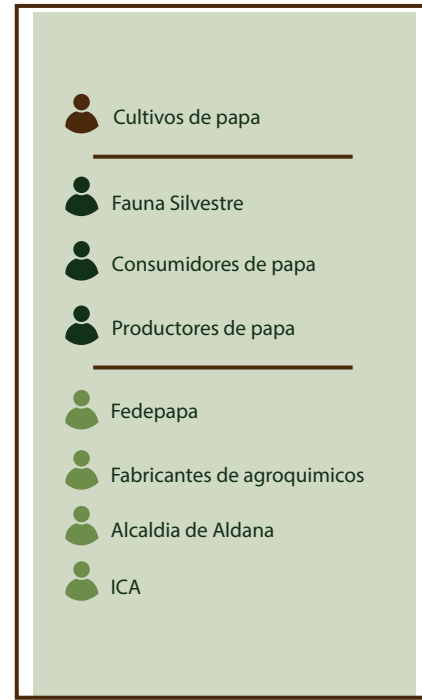 Cultivos de papa
Fauna Silvestre
Consumidores de papa
Productores de papa
Fedepapa
Fabricantes de agroquimicos
Alcaldia de Aldana
ICA